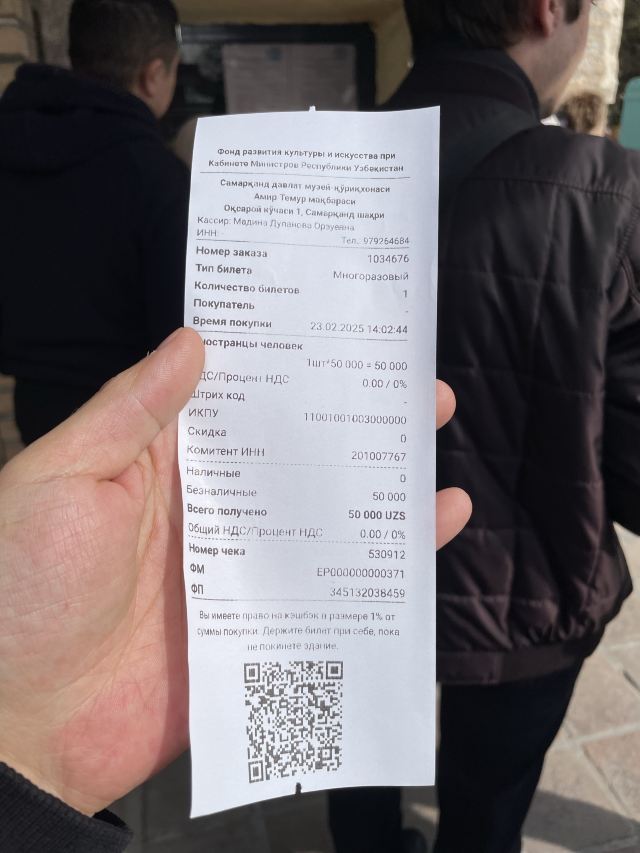 Фонд развития культуры и искусства при
Кабинете Министров Республики Узбекистан
Самарқанд давлат музей-қўриқхонаси
Амир Темур мақбараси
Оқсарой кўчаси 1, Самарқанд шаҳри
Кассир: Мадина Дупанова Орзуевна
ИНН: - Тел.: 979264684
Номер заказа 1034676
Тип билета Многоразовый
Количество билетов 1
Покупатель -
Время покупки 23.02.2025 14:02:44
ностранцы человек
1шт*50 000 = 50 000
ДС/Процент НДС 0.00 / 0%
Штрих код -
ИКПУ 11001001003000000
Скидка 0
Комитент ИНН 201007767
Наличные 0
Безналичные 50 000
Всего получено 50 000 UZS
Общий НДС/Процент НДС 0.00 / 0%
Номер чека 530912
ФМ EP000000000371
ФП 345132038459
Вы имеете право на кэшбэк в размере 1% от
суммы покупки. Держите билет при себе, пока
не покинете здание.